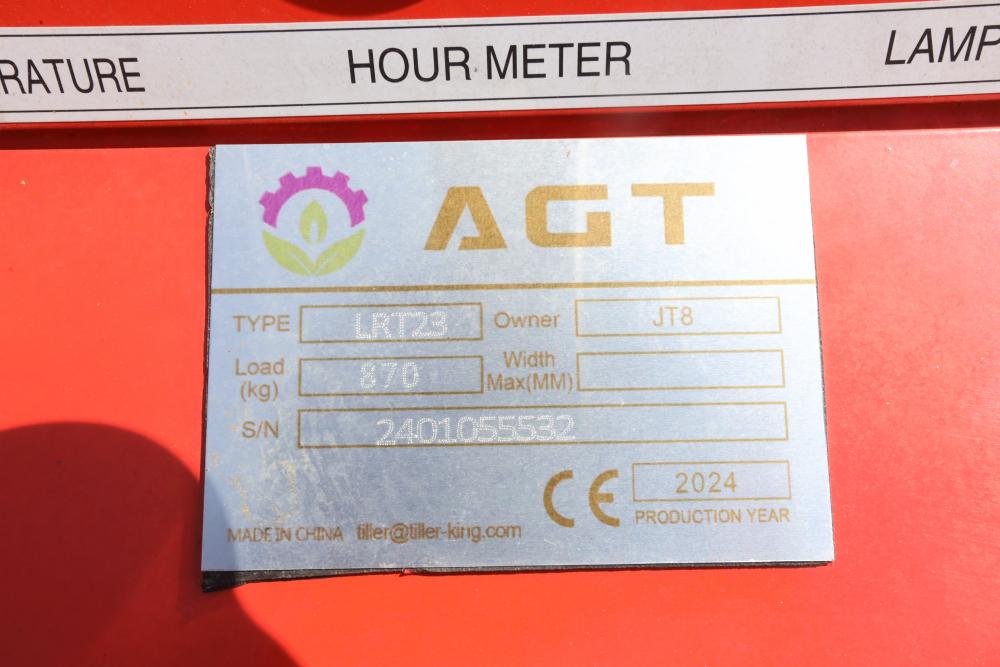 RATURE HOUR METER LAMP
AGT
TYPE LRT23 Owner JT8
Load (kg) 870 Width Max(MM)
S/N 2401055532
CE 2024
PRODUCTION YEAR
MADE IN CHINA tiller@tiller-king.com